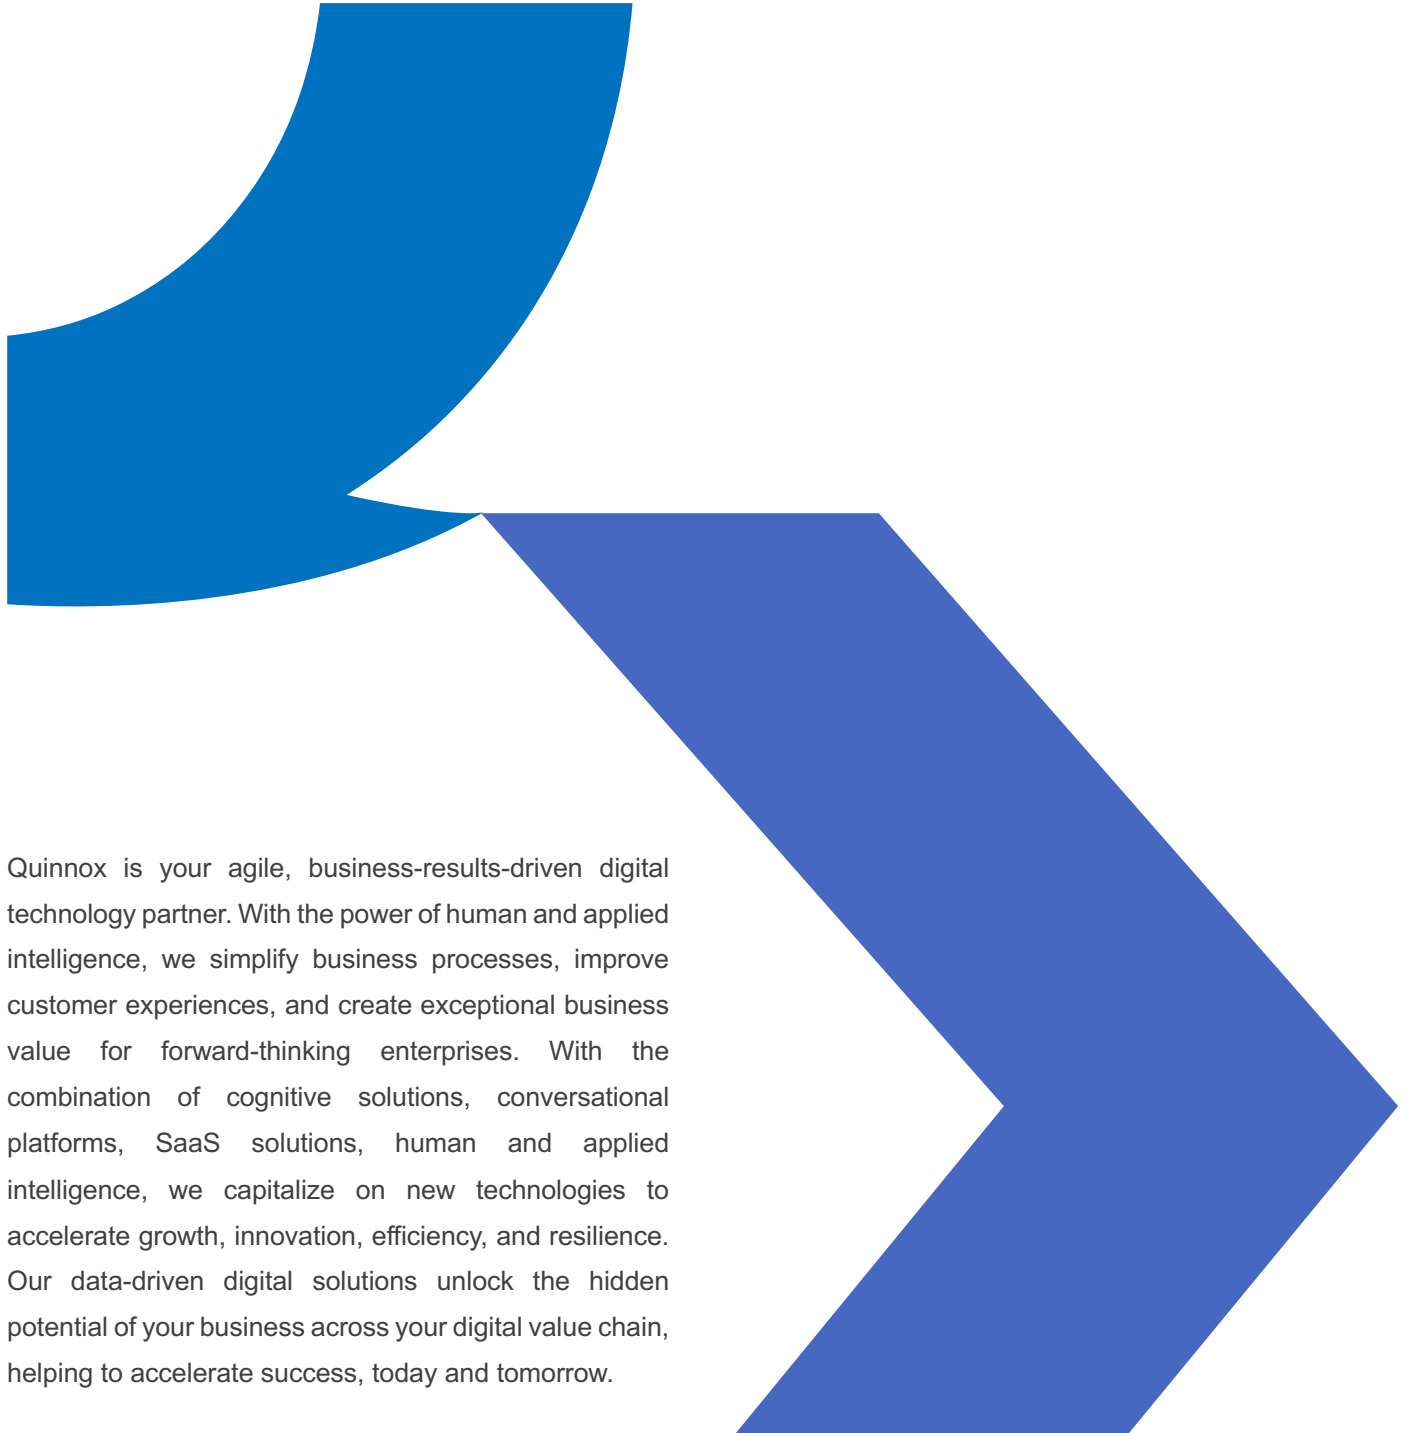 Quinnox is your agile, business-results-driven digital
technology partner. With the power of human and applied
intelligence, we simplify business processes, improve
customer experiences, and create exceptional business
value for forward-thinking enterprises. With the
combination of cognitive solutions, conversational
platforms, SaaS solutions, human and applied
intelligence, we capitalize on new technologies to
accelerate growth, innovation, efficiency, and resilience.
Our data-driven digital solutions unlock the hidden
potential of your business across your digital value chain,
helping to accelerate success, today and tomorrow.